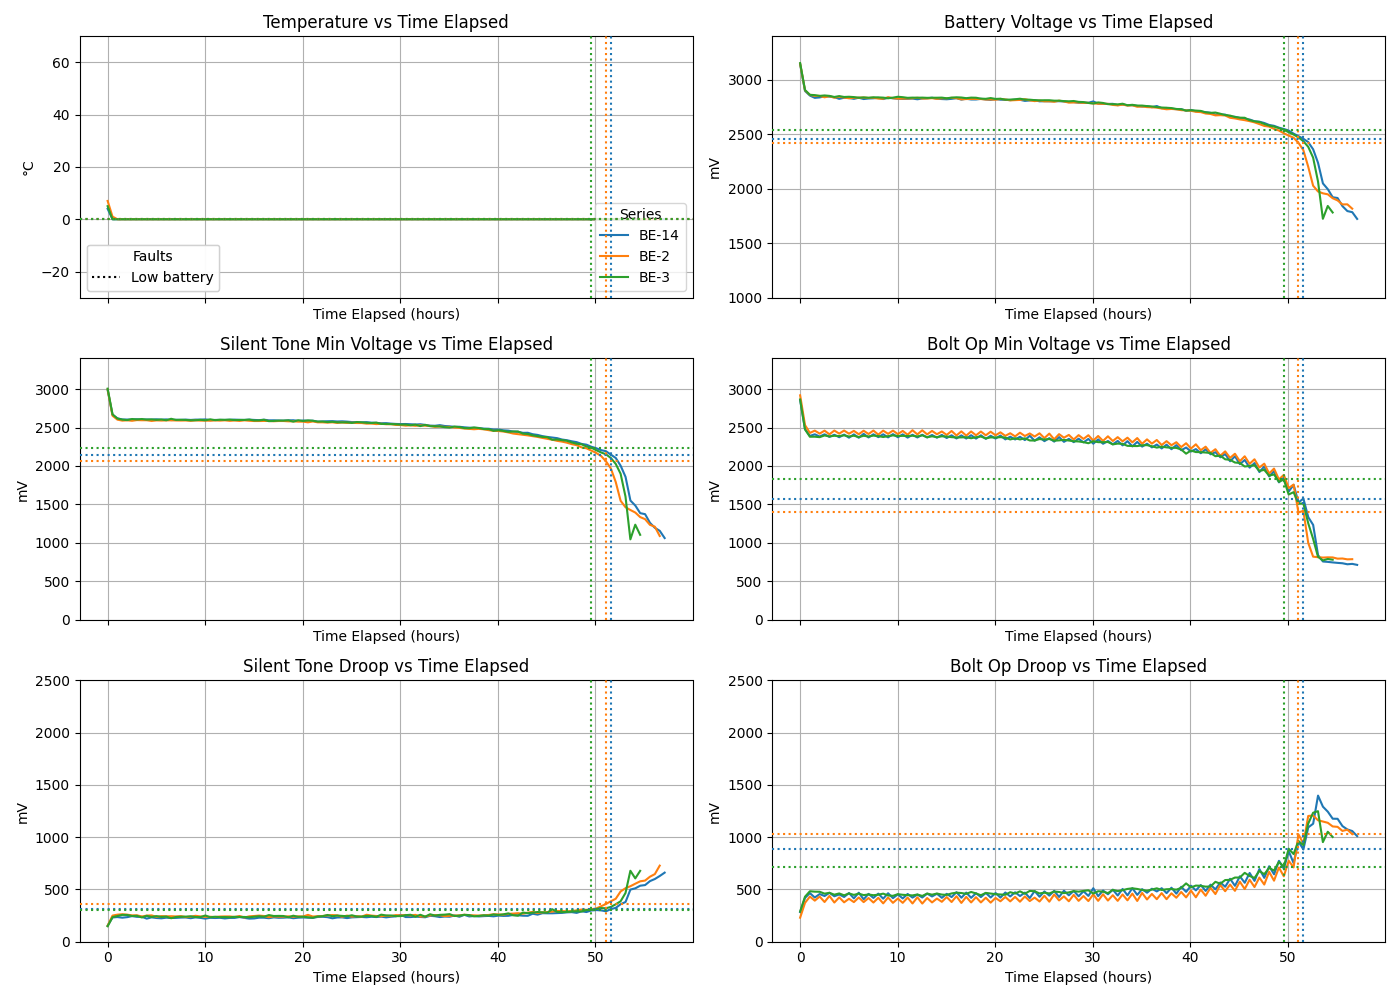 Temperature vs Time Elapsed
60
40
20
0
−20
°C
Faults
Low battery
Series
BE-14
BE-2
BE-3
Time Elapsed (hours)
Battery Voltage vs Time Elapsed
3000
2500
2000
1500
1000
mV
Time Elapsed (hours)
Silent Tone Min Voltage vs Time Elapsed
3000
2500
2000
1500
1000
500
0
mV
Time Elapsed (hours)
Bolt Op Min Voltage vs Time Elapsed
3000
2500
2000
1500
1000
500
0
mV
Time Elapsed (hours)
Silent Tone Droop vs Time Elapsed
2500
2000
1500
1000
500
0
mV
0 10 20 30 40 50
Time Elapsed (hours)
Bolt Op Droop vs Time Elapsed
2500
2000
1500
1000
500
0
mV
0 10 20 30 40 50
Time Elapsed (hours)